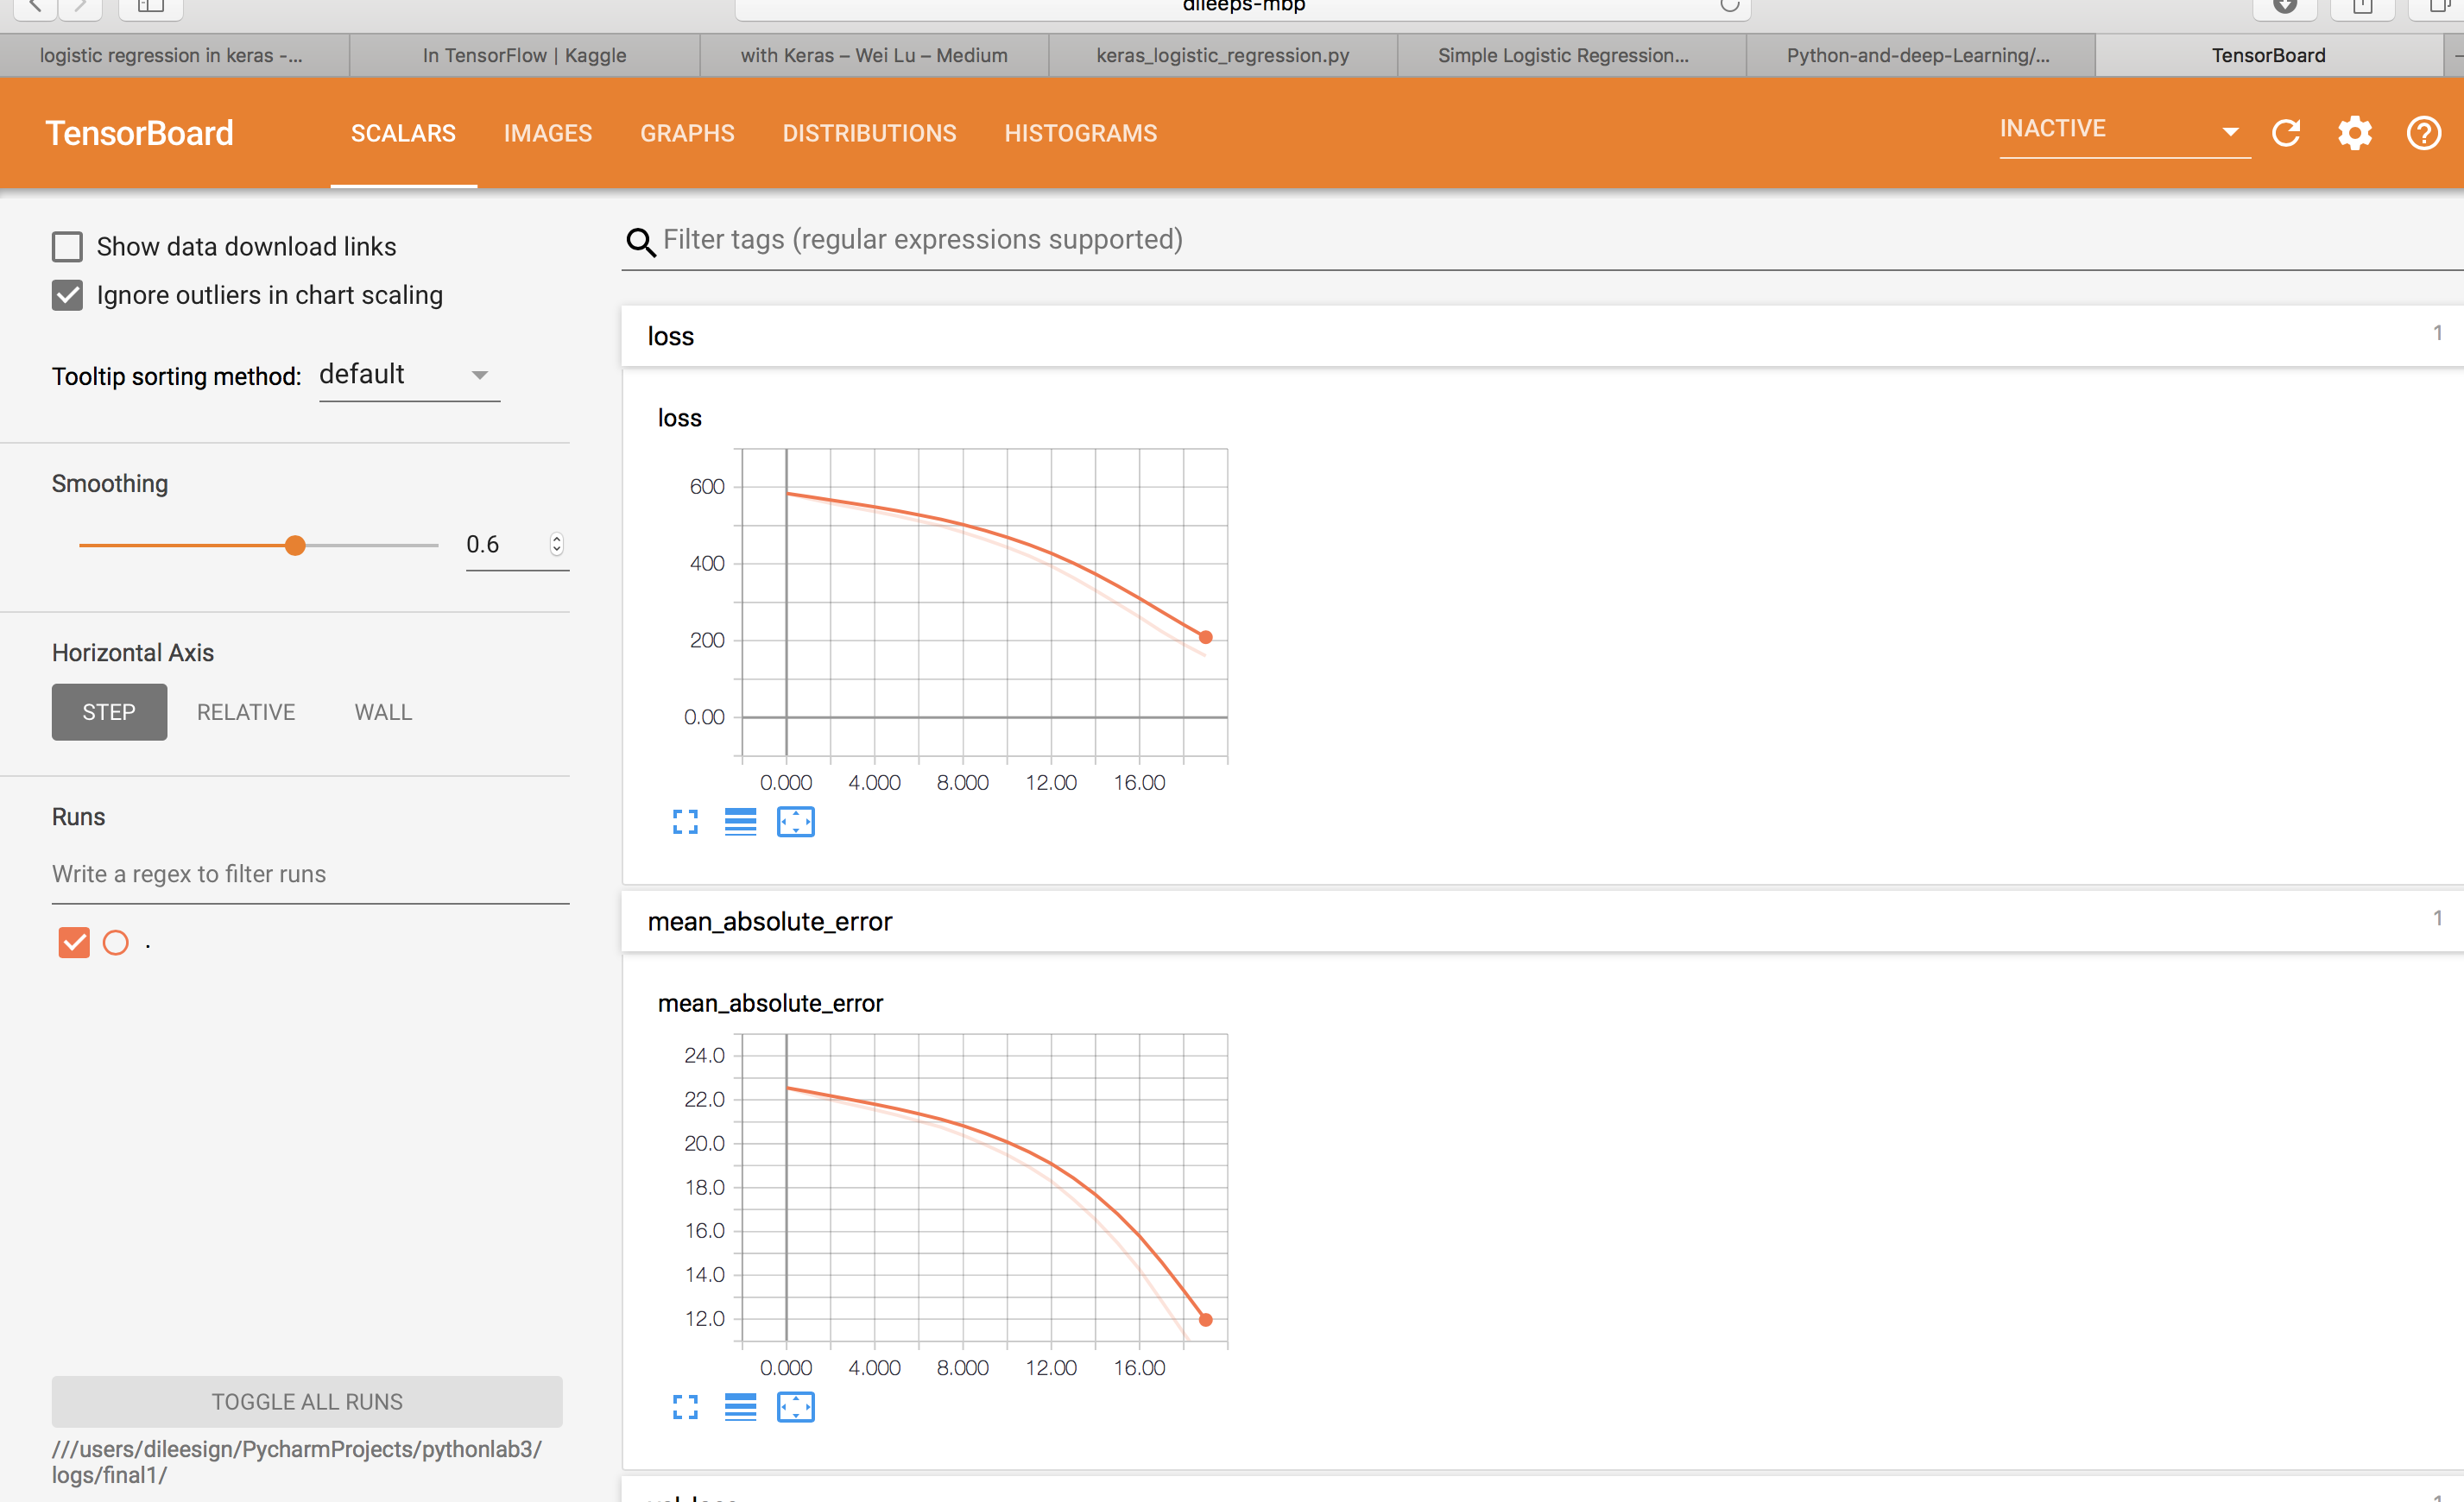 dileeps-mbp
logistic regression in keras -...
In TensorFlow | Kaggle
with Keras – Wei Lu – Medium
keras_logistic_regression.py
Simple Logistic Regression...
Python-and-deep-Learning/...
TensorBoard
TensorBoard
SCALARS
IMAGES
GRAPHS
DISTRIBUTIONS
HISTOGRAMS
INACTIVE
Show data download links
Ignore outliers in chart scaling
Tooltip sorting method: default
Smoothing
0.6
Horizontal Axis
STEP
RELATIVE
WALL
Runs
Write a regex to filter runs
.
TOGGLE ALL RUNS
///users/dileesign/PycharmProjects/pythonlab3/
logs/final1/
Filter tags (regular expressions supported)
loss
1
loss
600
400
200
0.00
0.000 4.000 8.000 12.00 16.00
mean_absolute_error
1
mean_absolute_error
24.0
22.0
20.0
18.0
16.0
14.0
12.0
0.000 4.000 8.000 12.00 16.00